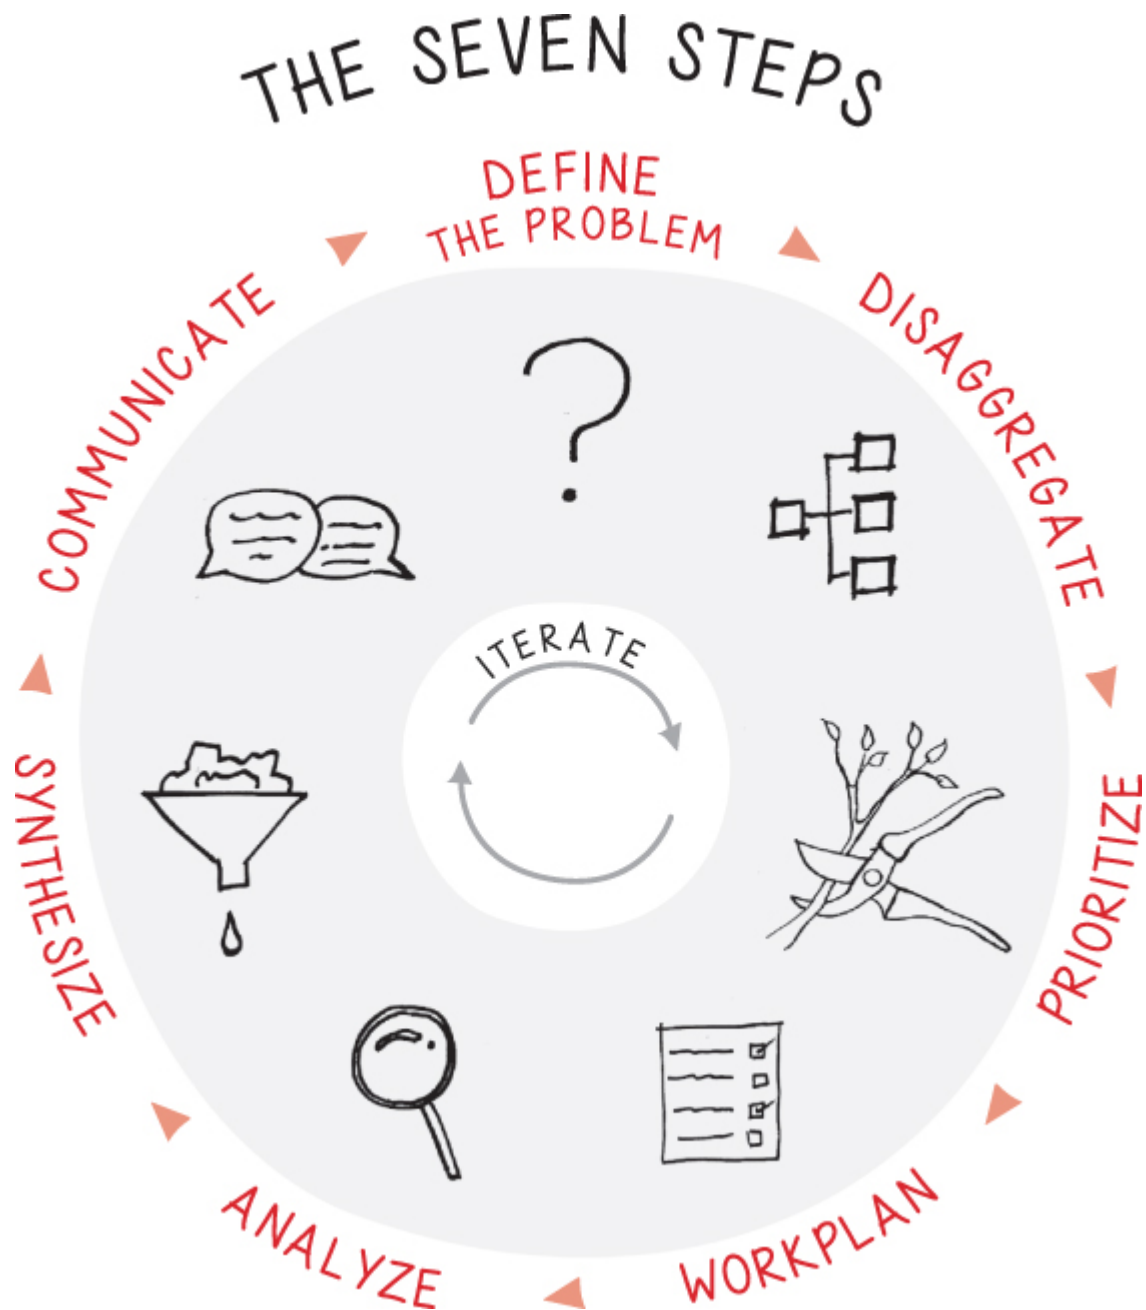 THE SEVEN STEPS
DEFINE
THE PROBLEM
DISAGGREGATE
PRIORITIZE
WORKPLAN
ANALYZE
SYNTHESIZE
COMMUNICATE
ITERATE